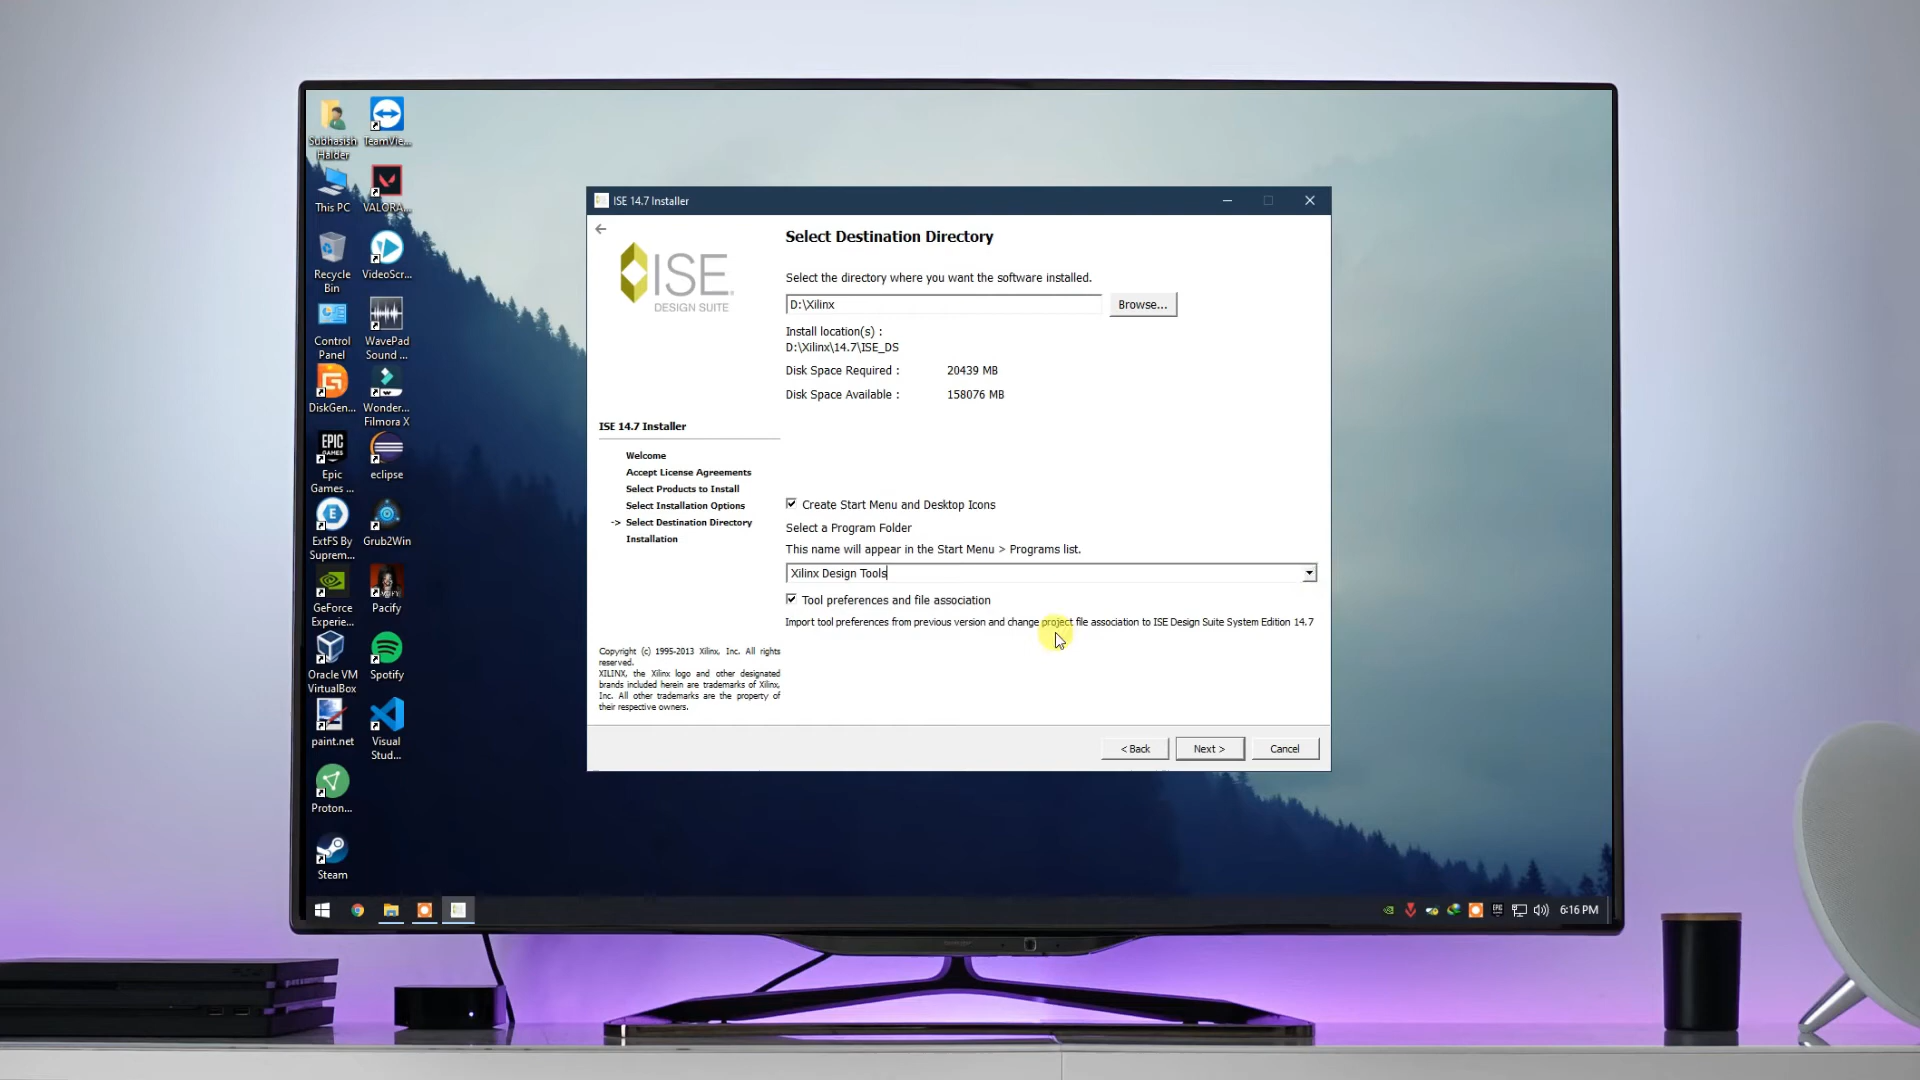 Subhasish
Halder
TeamVie...
This PC
VALORA...
Recycle
Bin
VideoScr...
Control
Panel
WavePad
Sound ...
DiskGen...
Wonder...
Filmora X
EPIC
GAMES
Epic
Games ...
eclipse
ExtFS By
Suprem...
Grub2Win
GeForce
Experie...
Pacify
Oracle VM
VirtualBox
Spotify
paint.net
Visual
Stud...
Proton...
Steam
ISE 14.7 Installer
ISE
DESIGN SUITE
ISE 14.7 Installer
Welcome
Accept License Agreements
Select Products to Install
Select Installation Options
-> Select Destination Directory
Installation
Copyright (c) 1995-2013 Xilinx, Inc. All rights
reserved.
XILINX, the Xilinx logo and other designated
brands included herein are trademarks of Xilinx,
Inc. All other trademarks are the property of
their respective owners.
Select Destination Directory
Select the directory where you want the software installed.
D:\Xilinx
Browse...
Install location(s) :
D:\Xilinx\14.7\ISE_DS
Disk Space Required : 20439 MB
Disk Space Available : 158076 MB
Create Start Menu and Desktop Icons
Select a Program Folder
This name will appear in the Start Menu > Programs list.
Xilinx Design Tools
Tool preferences and file association
Import tool preferences from previous version and change project file association to ISE Design Suite System Edition 14.7
< Back
Next >
Cancel
6:16 PM